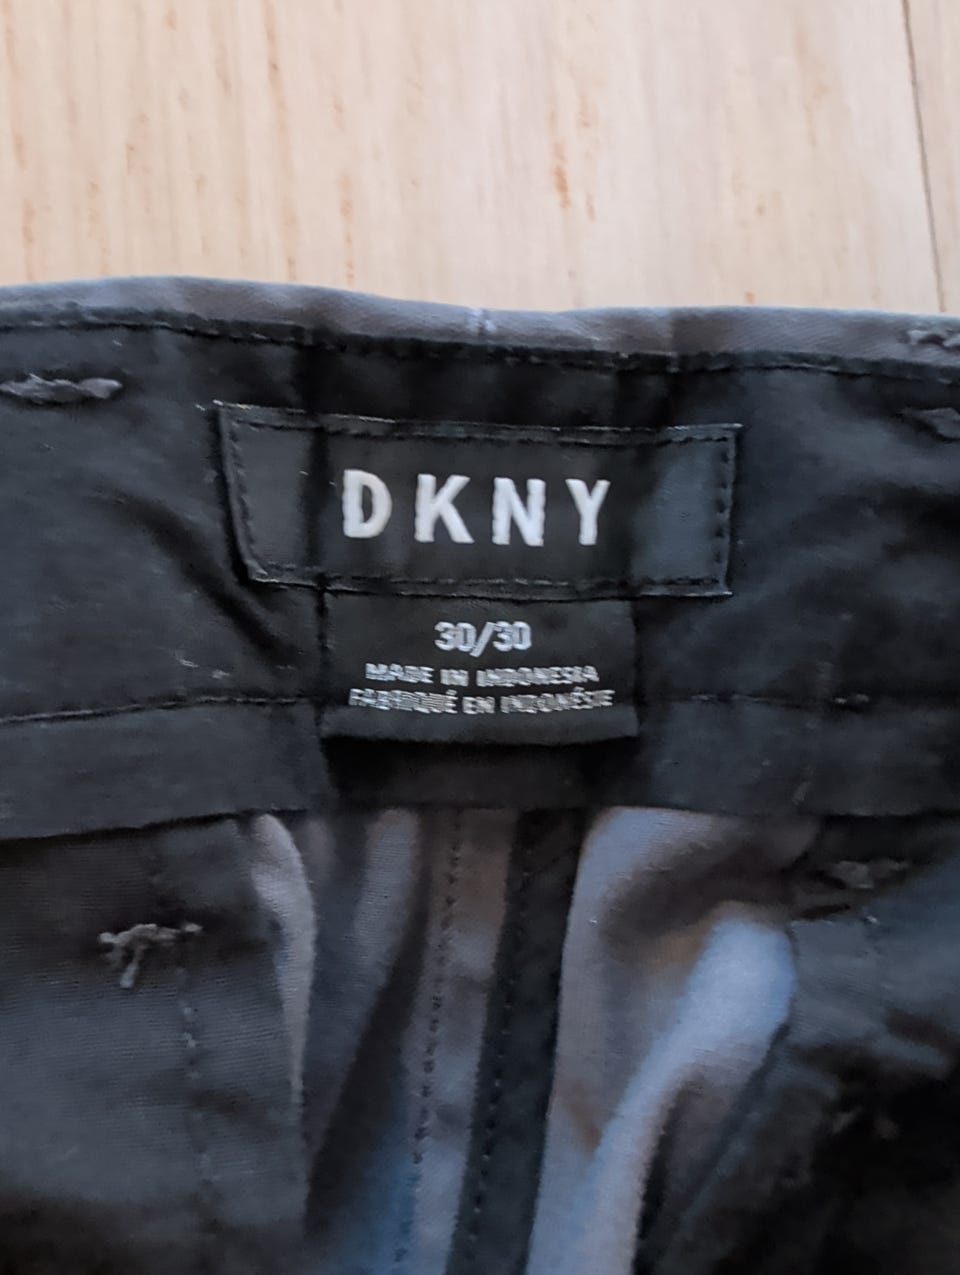 DKNY
30/30
MADE IN INDONESIA
FABRIQUÉ EN INDONÉSIE